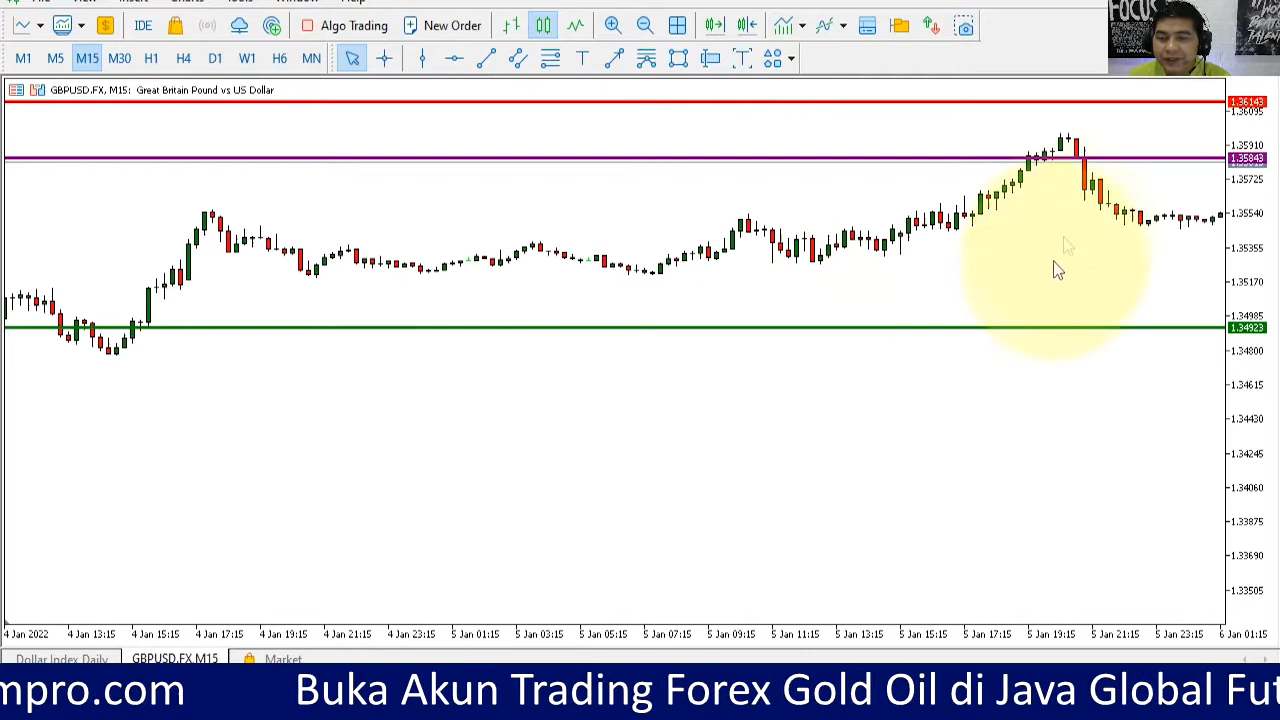 IDE
Algo Trading
New Order
M1 M5 M15 M30 H1 H4 D1 W1 H6 MN
T
T
FOCUS
GBPUSD.FX, M15: Great Britain Pound vs US Dollar
1.36143
1.36095
1.35910
1.35843
1.35725
1.35540
1.35355
1.35170
1.34985
1.34923
1.34800
1.34615
1.34430
1.34245
1.34060
1.33875
1.33690
1.33505
4 Jan 2022 4 Jan 13:15 4 Jan 15:15 4 Jan 17:15 4 Jan 19:15 4 Jan 21:15 4 Jan 23:15 5 Jan 01:15 5 Jan 03:15 5 Jan 05:15 5 Jan 07:15 5 Jan 09:15 5 Jan 11:15 5 Jan 13:15 5 Jan 15:15 5 Jan 17:15 5 Jan 19:15 5 Jan 21:15 5 Jan 23:15 6 Jan 01:15
Dollar Index Daily GBPUSD.FX,M15 Market
mpro.com Buka Akun Trading Forex Gold Oil di Java Global Fut